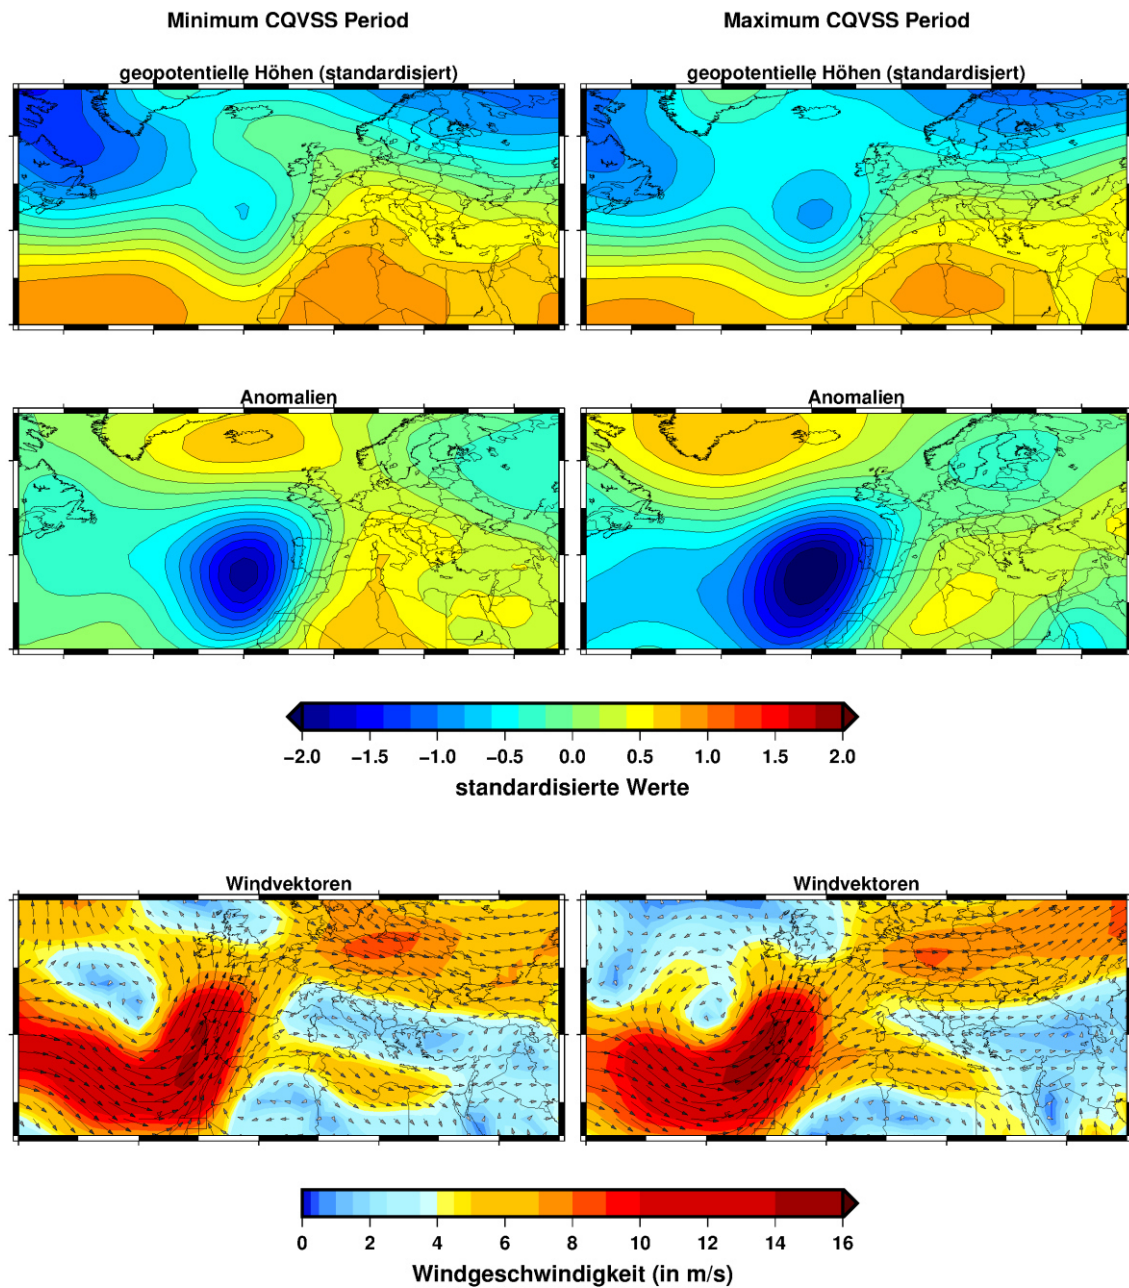 Minimum CQVSS Period
Maximum CQVSS Period
geopotentielle Höhen (standardisiert)
geopotentielle Höhen (standardisiert)
Anomalien
Anomalien
−2.0 −1.5 −1.0 −0.5 0.0 0.5 1.0 1.5 2.0
standardisierte Werte
Windvektoren
Windvektoren
0 2 4 6 8 10 12 14 16
Windgeschwindigkeit (in m/s)